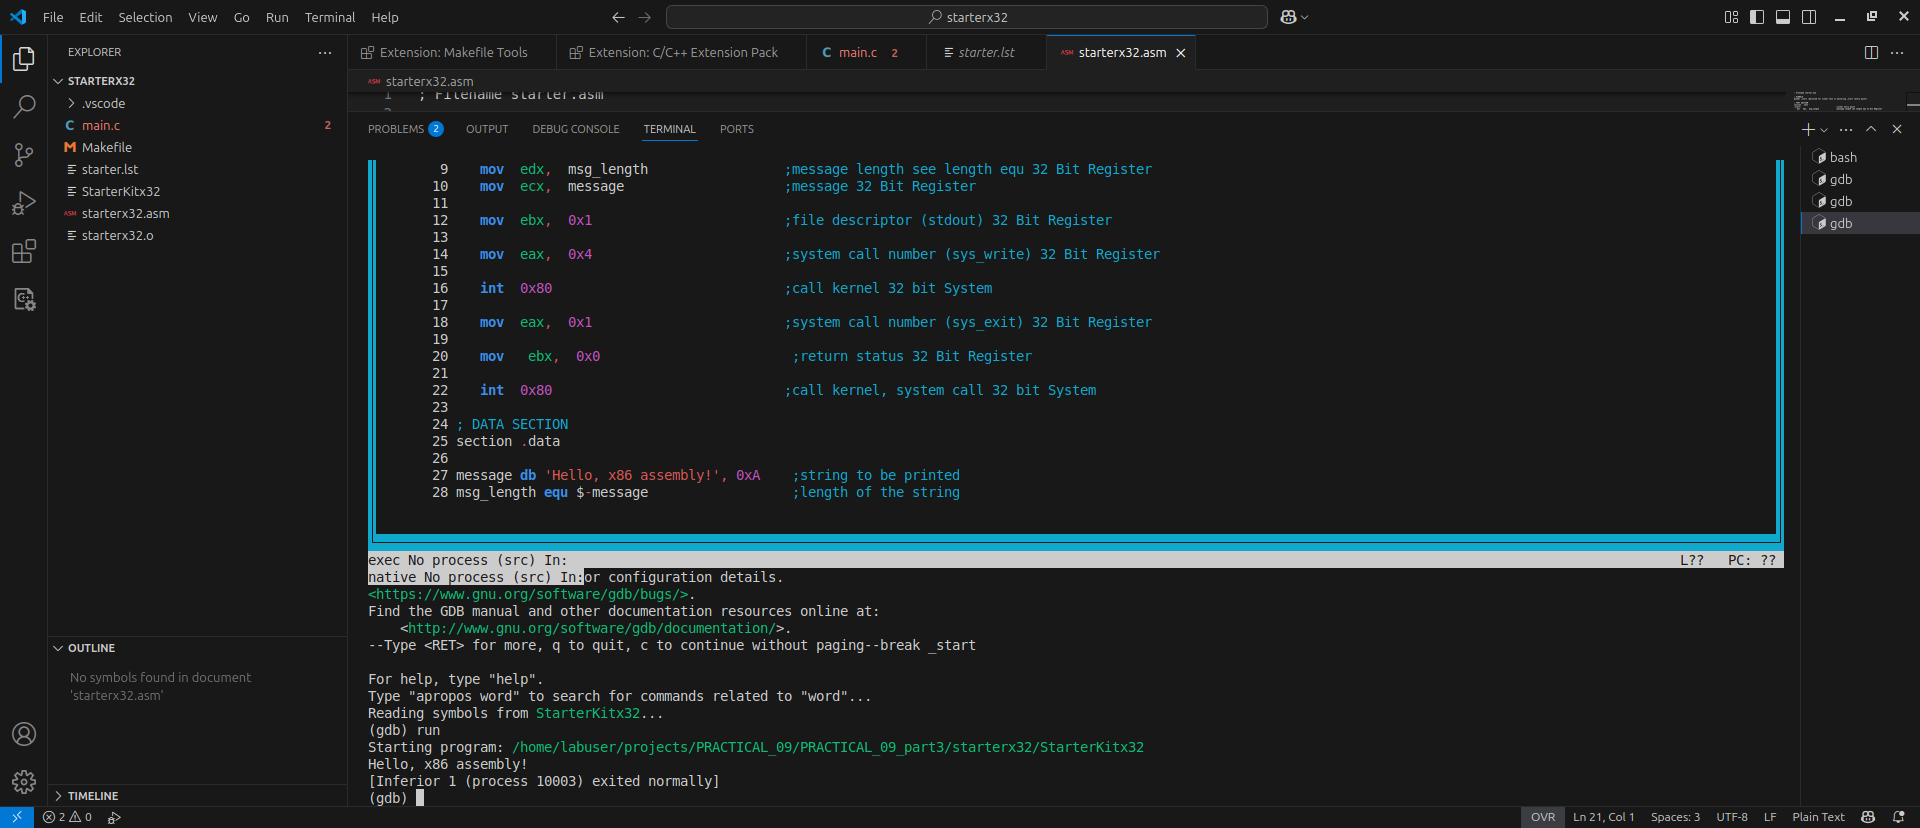 File Edit Selection View Go Run Terminal Help
starterx32
EXPLORER
STARTERX32
.vscode
main.c 2
Makefile
starter.lst
StarterKitx32
starterx32.asm
starterx32.o
OUTLINE
No symbols found in document
'starterx32.asm'
TIMELINE
Extension: Makefile Tools
Extension: C/C++ Extension Pack
main.c 2
starter.lst
ASM starterx32.asm
ASM starterx32.asm
1 ; Filename starter.asm
PROBLEMS 2 OUTPUT DEBUG CONSOLE TERMINAL PORTS
9 mov edx, msg_length ;message length see length equ 32 Bit Register
10 mov ecx, message ;message 32 Bit Register
11
12 mov ebx, 0x1 ;file descriptor (stdout) 32 Bit Register
13
14 mov eax, 0x4 ;system call number (sys_write) 32 Bit Register
15
16 int 0x80 ;call kernel 32 bit System
17
18 mov eax, 0x1 ;system call number (sys_exit) 32 Bit Register
19
20 mov ebx, 0x0 ;return status 32 Bit Register
21
22 int 0x80 ;call kernel, system call 32 bit System
23
24 ; DATA SECTION
25 section .data
26
27 message db 'Hello, x86 assembly!', 0xA ;string to be printed
28 msg_length equ $-message ;length of the string
exec No process (src) In: L?? PC: ??
native No process (src) In:or configuration details.
<https://www.gnu.org/software/gdb/bugs/>.
Find the GDB manual and other documentation resources online at:
<http://www.gnu.org/software/gdb/documentation/>.
--Type <RET> for more, q to quit, c to continue without paging--break _start
For help, type "help".
Type "apropos word" to search for commands related to "word"...
Reading symbols from StarterKitx32...
(gdb) run
Starting program: /home/labuser/projects/PRACTICAL_09/PRACTICAL_09_part3/starterx32/StarterKitx32
Hello, x86 assembly!
[Inferior 1 (process 10003) exited normally]
(gdb)
bash
gdb
gdb
gdb
2 0
OVR Ln 21, Col 1 Spaces: 3 UTF-8 LF Plain Text